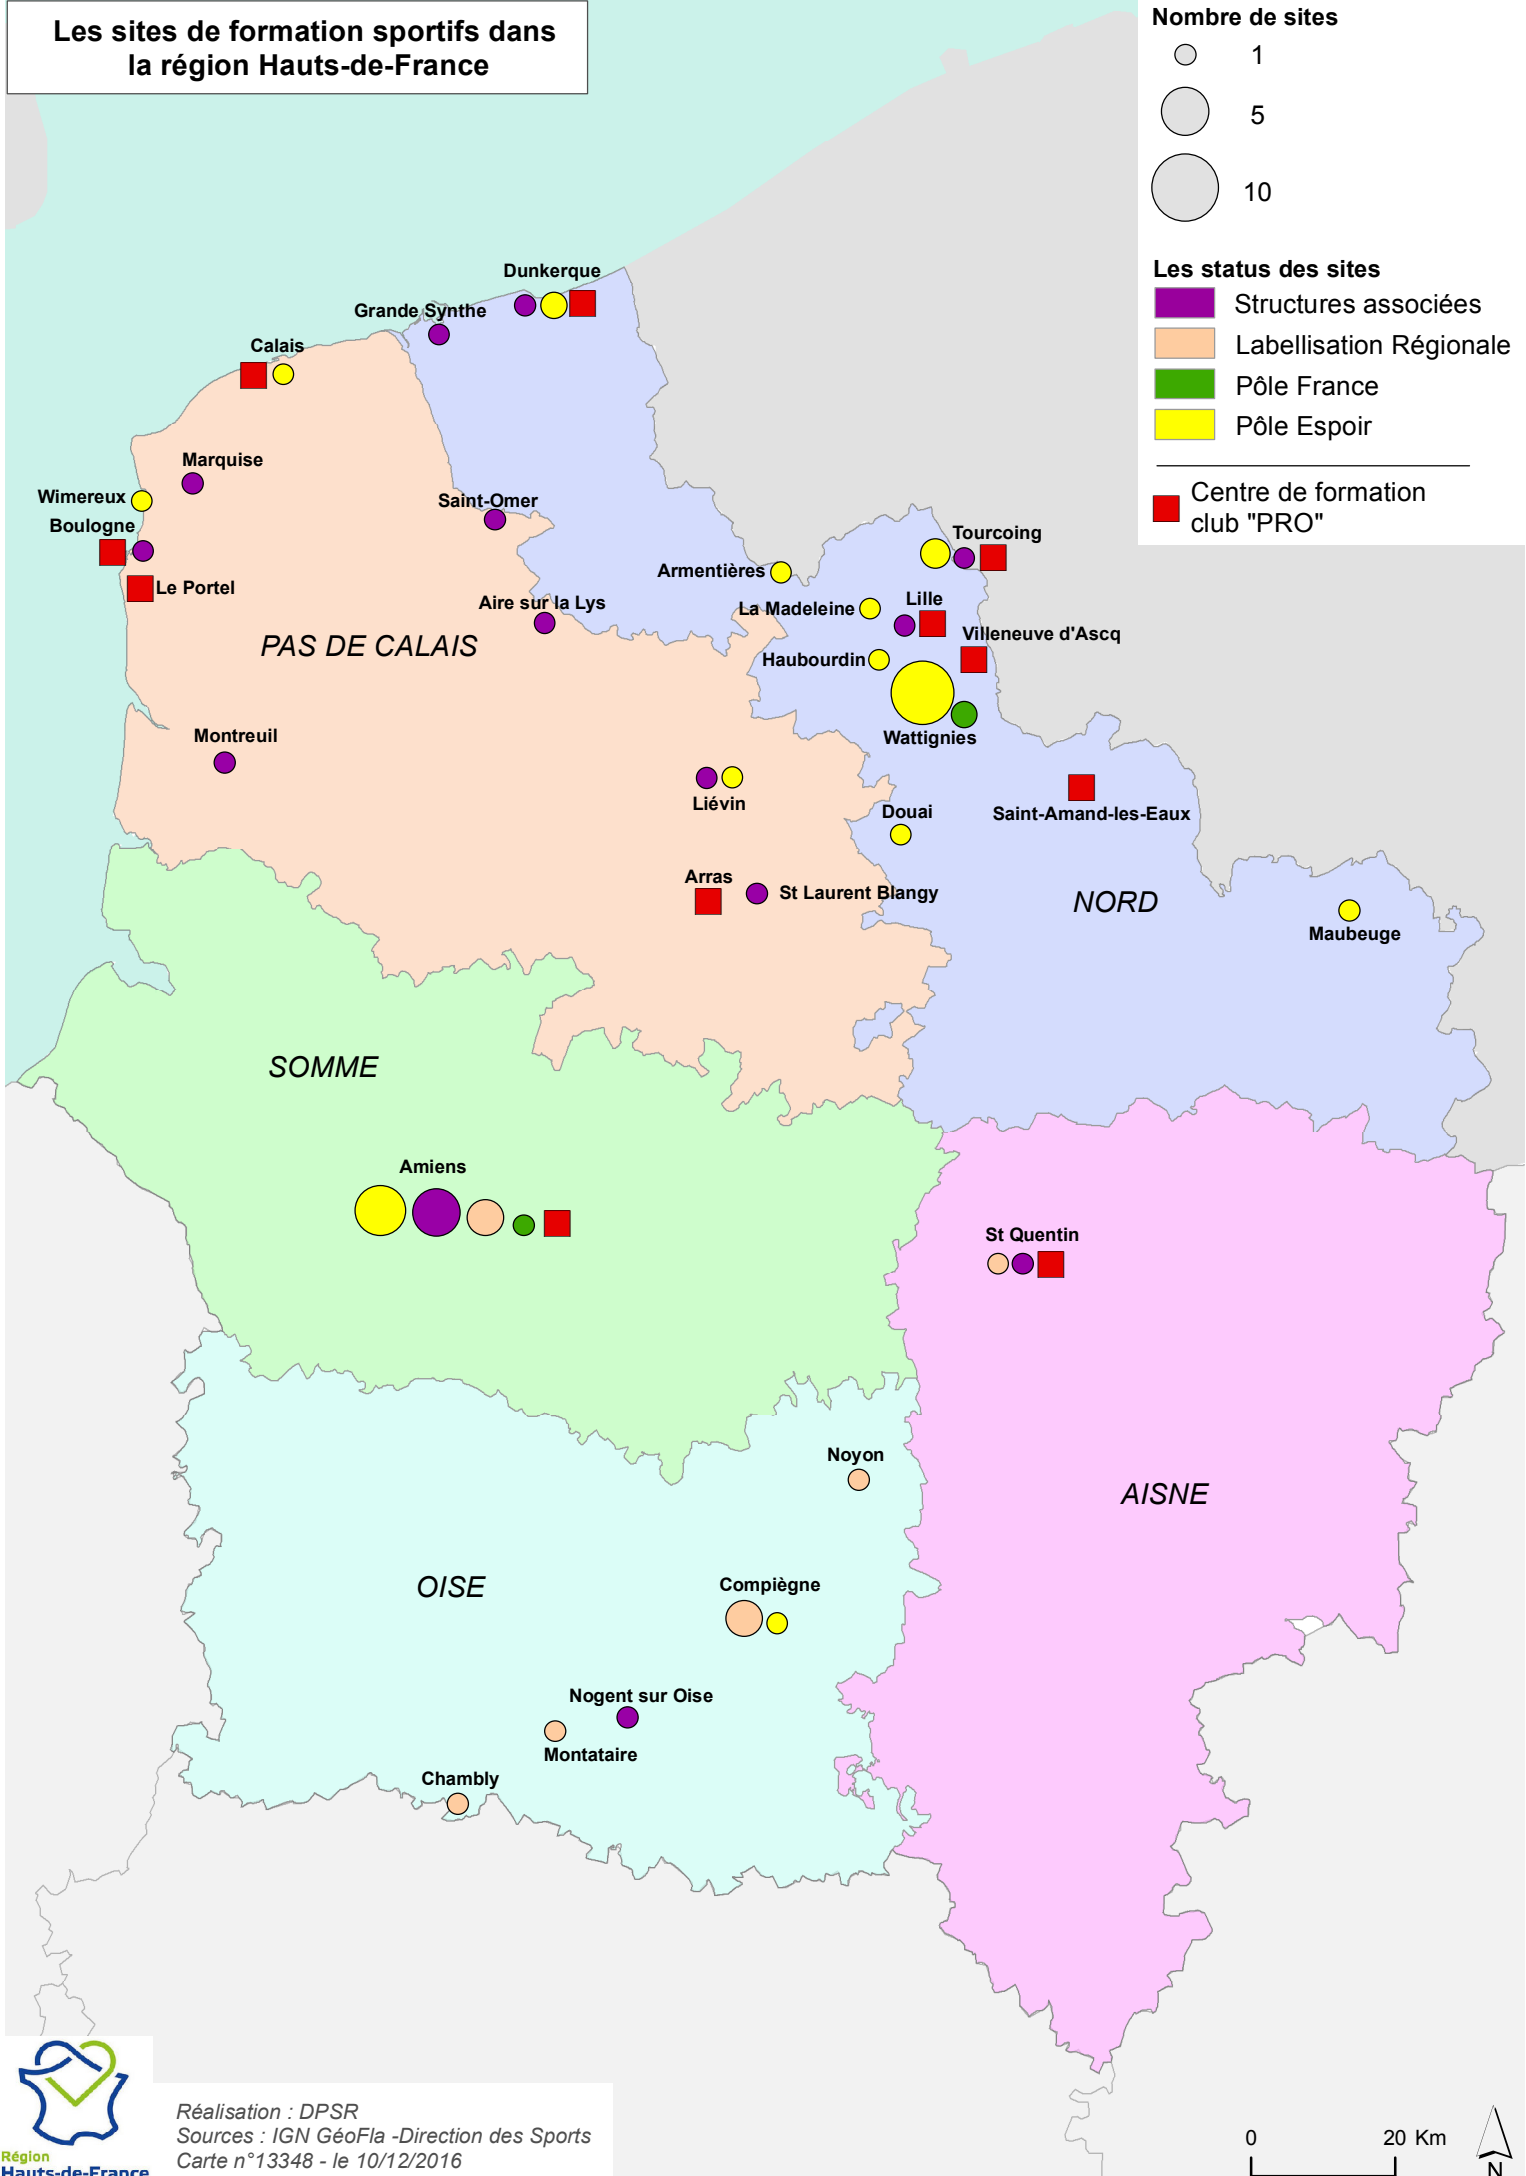 Les sites de formation sportifs dans
la région Hauts-de-France
Nombre de sites
1
5
10
Les status des sites
Structures associées
Labellisation Régionale
Pôle France
Pôle Espoir
Centre de formation
club "PRO"
Dunkerque
Grande Synthe
Calais
Marquise
Wimereux
Saint-Omer
Boulogne
Tourcoing
Armentières
Le Portel
Aire sur la Lys
La Madeleine
Lille
Villeneuve d'Ascq
PAS DE CALAIS
Haubourdin
Montreuil
Wattignies
Liévin
Douai
Saint-Amand-les-Eaux
Arras
St Laurent Blangy
NORD
Maubeuge
SOMME
Amiens
St Quentin
Noyon
AISNE
OISE
Compiègne
Nogent sur Oise
Montataire
Chambly
Région
Hauts-de-France
Réalisation : DPSR
Sources : IGN GéoFla -Direction des Sports
Carte n°13348 - le 10/12/2016
0
20 Km
N